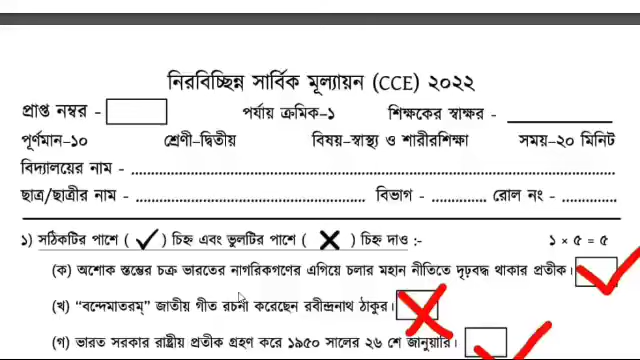 নিরবিচ্ছিন্ন সার্বিক মূল্যায়ন (CCE) ২০২২
প্রাপ্ত নম্বর - পর্যায় ক্রমিক-১ শিক্ষকের স্বাক্ষর -
পূর্ণমান-১০ শ্রেণী-দ্বিতীয় বিষয়-স্বাস্থ্য ও শারীরশিক্ষা সময়-২০ মিনিট
বিদ্যালয়ের নাম -
ছাত্র/ছাত্রীর নাম - বিভাগ - রোল নং -
১) সঠিকটির পাশে ( ✓ ) চিহ্ন এবং ভুলটির পাশে ( ✗ ) চিহ্ন দাও :- ১ × ৫ = ৫
(ক) অশোক স্তম্ভের চক্র ভারতের নাগরিকগণের এগিয়ে চলার মহান নীতিতে দৃঢ়বদ্ধ থাকার প্রতীক।
(খ) “বন্দেমাতরম্” জাতীয় গীত রচনা করেছেন রবীন্দ্রনাথ ঠাকুর।
(গ) ভারত সরকার রাষ্ট্রীয় প্রতীক গ্রহণ করে ১৯৫০ সালের ২৬ শে জানুয়ারি।